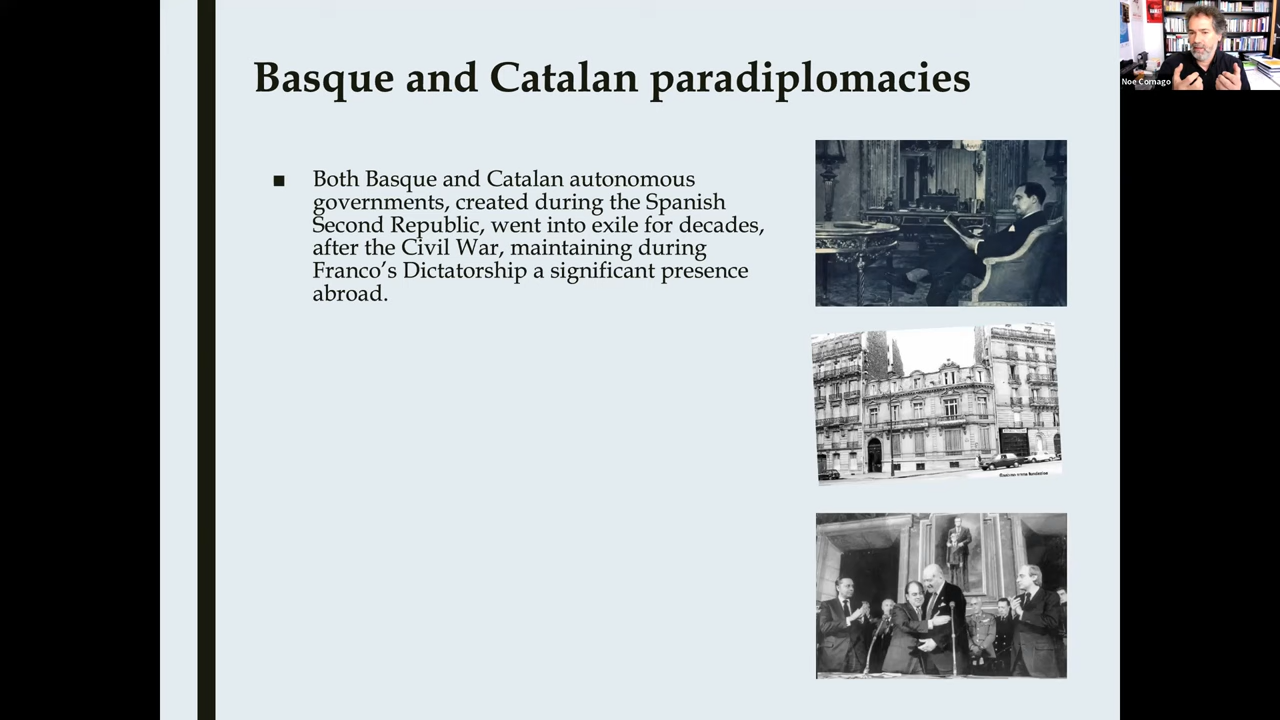 Basque and Catalan paradiplomacies
Noe Cornago
■ Both Basque and Catalan autonomous
governments, created during the Spanish
Second Republic, went into exile for decades,
after the Civil War, maintaining during
Franco’s Dictatorship a significant presence
abroad.